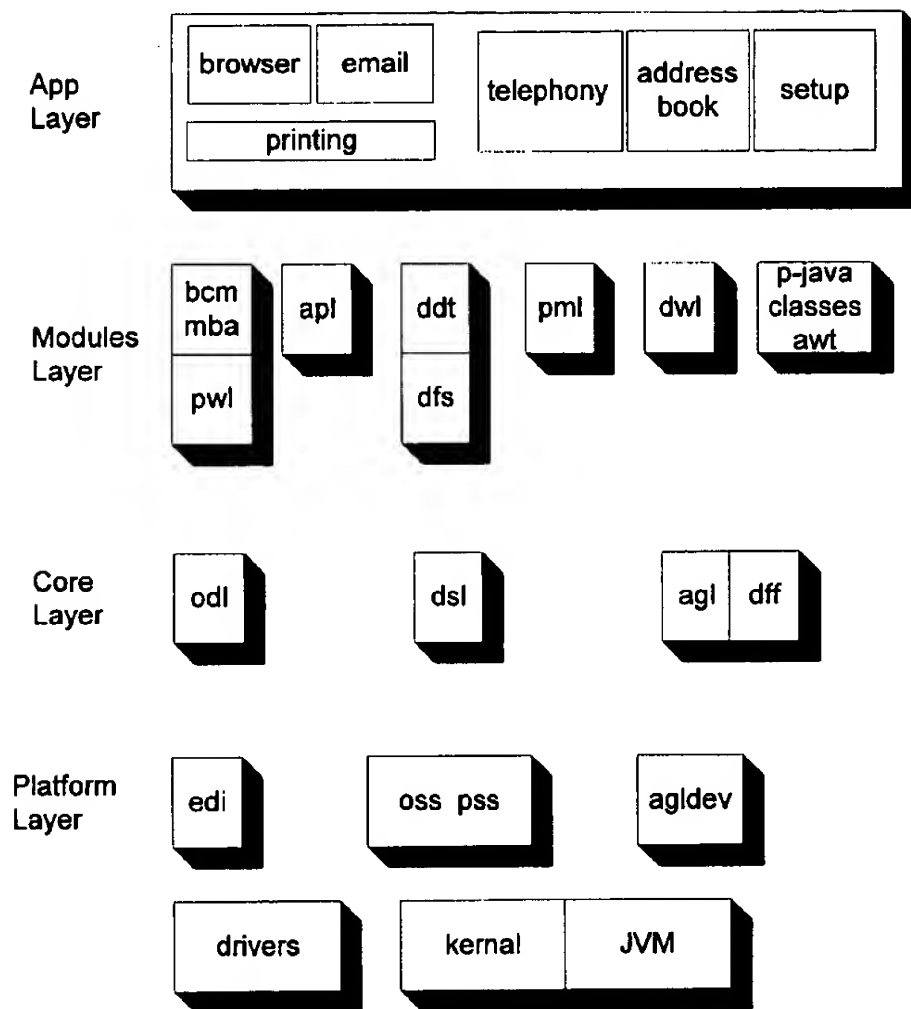 App
Layer
browser
email
printing
telephony
address
book
setup
Modules
Layer
bcm
mba
pwl
apl
ddt
dfs
pml
dwl
p-java
classes
awt
Core
Layer
odl
dsl
agl
dff
Platform
Layer
edi
oss pss
agldev
drivers
kernal
JVM